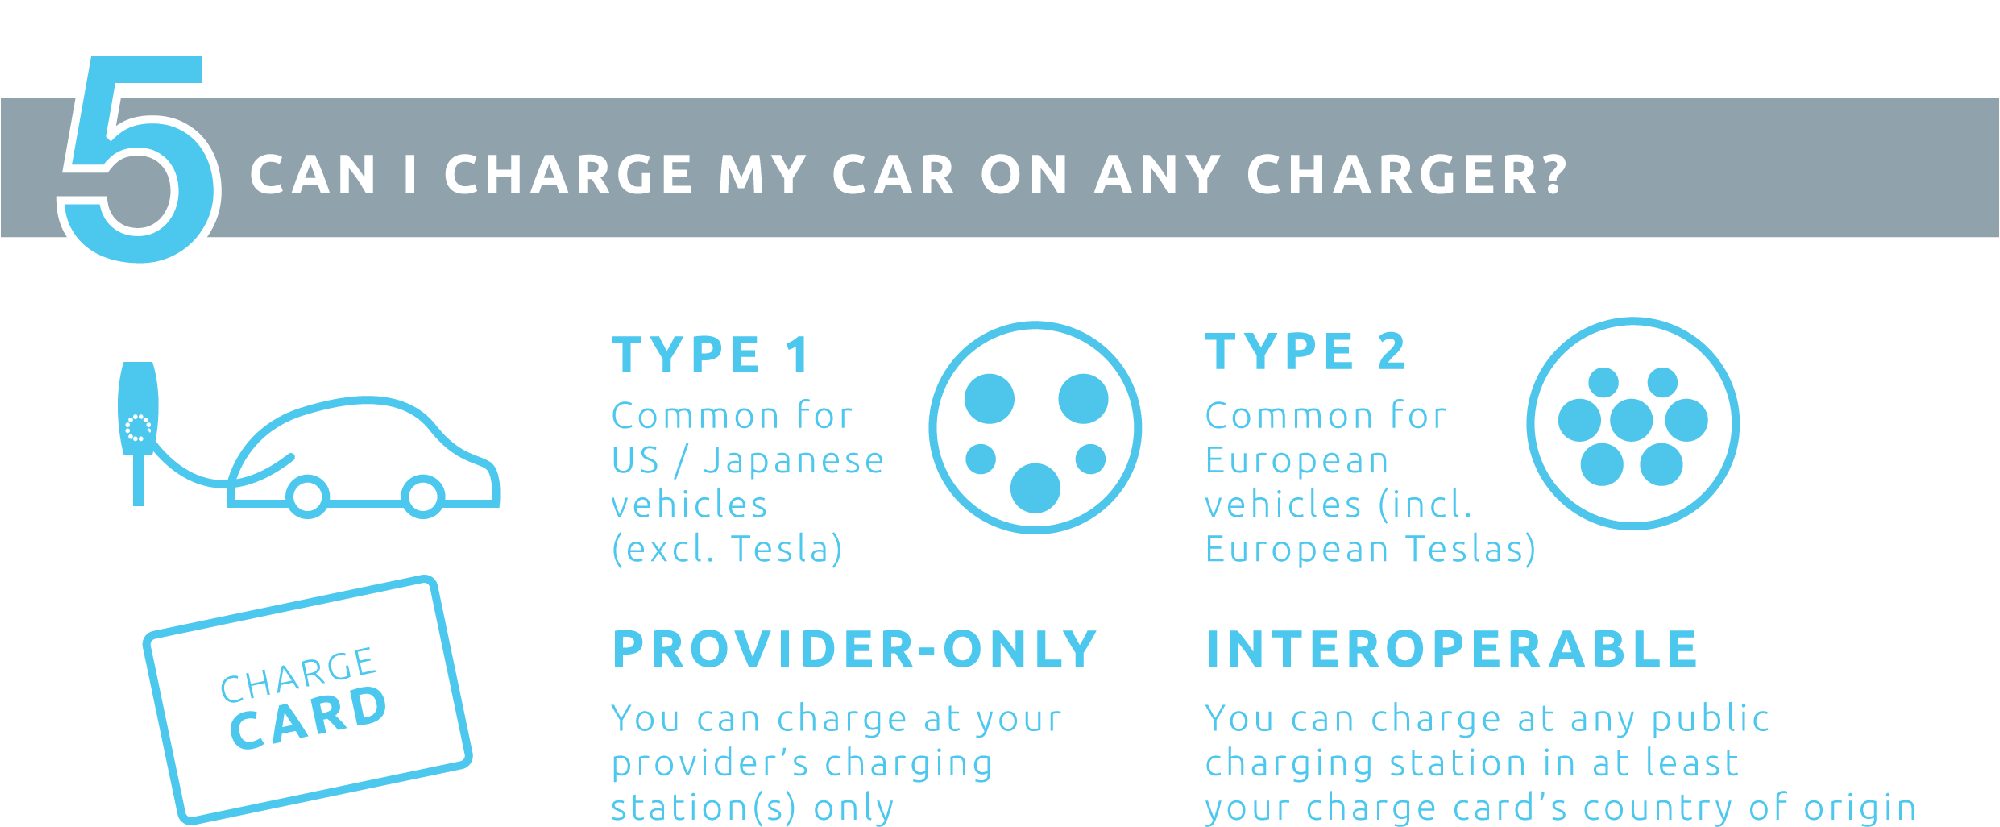 5
CAN I CHARGE MY CAR ON ANY CHARGER?
TYPE 1
Common for
US / Japanese
vehicles
(excl. Tesla)
TYPE 2
Common for
European
vehicles (incl.
European Teslas)
CHARGE
CARD
PROVIDER-ONLY
You can charge at your
provider’s charging
station(s) only
INTEROPERABLE
You can charge at any public
charging station in at least
your charge card’s country of origin